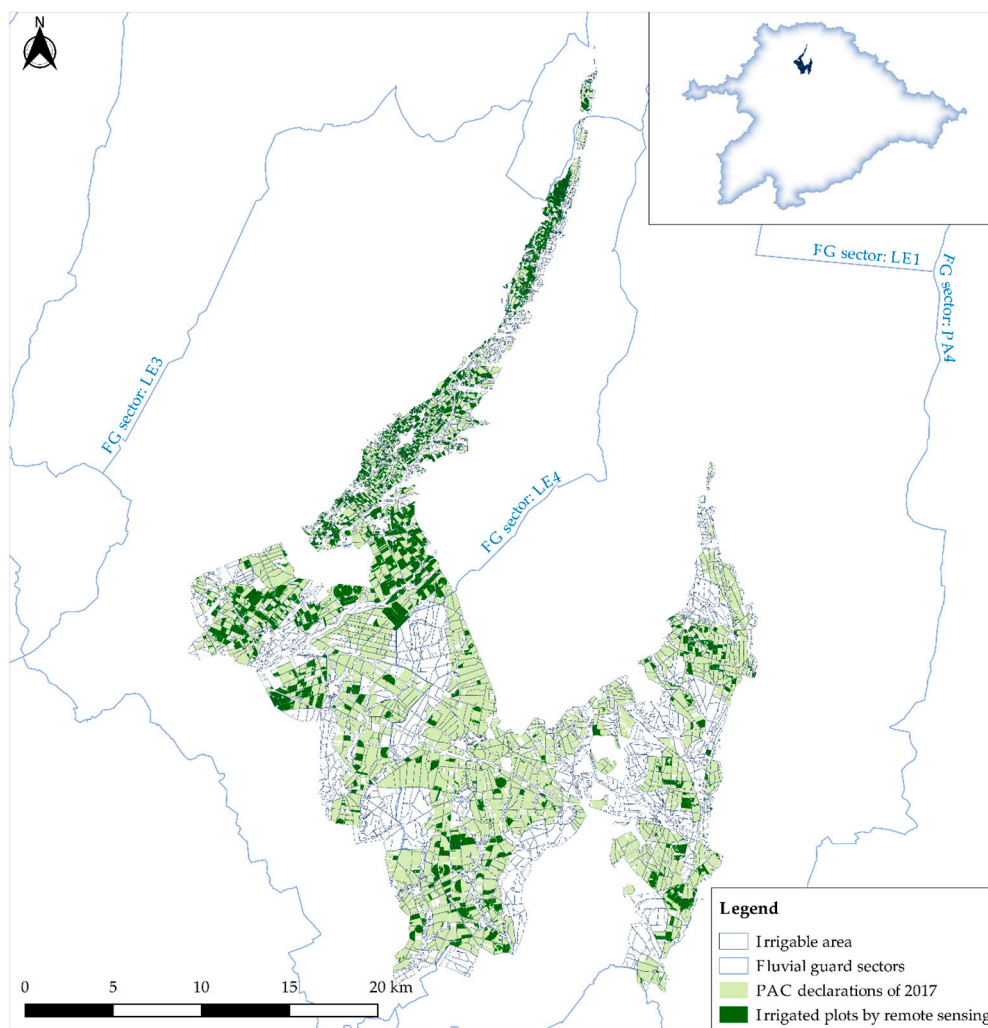 N
FG sector: LE1
FG sector: PA4
FG sector: LE3
FG sector: LE4
Legend
Irrigable area
Fluvial guard sectors
PAC declarations of 2017
Irrigated plots by remote sensing
0 5 10 15 20 km